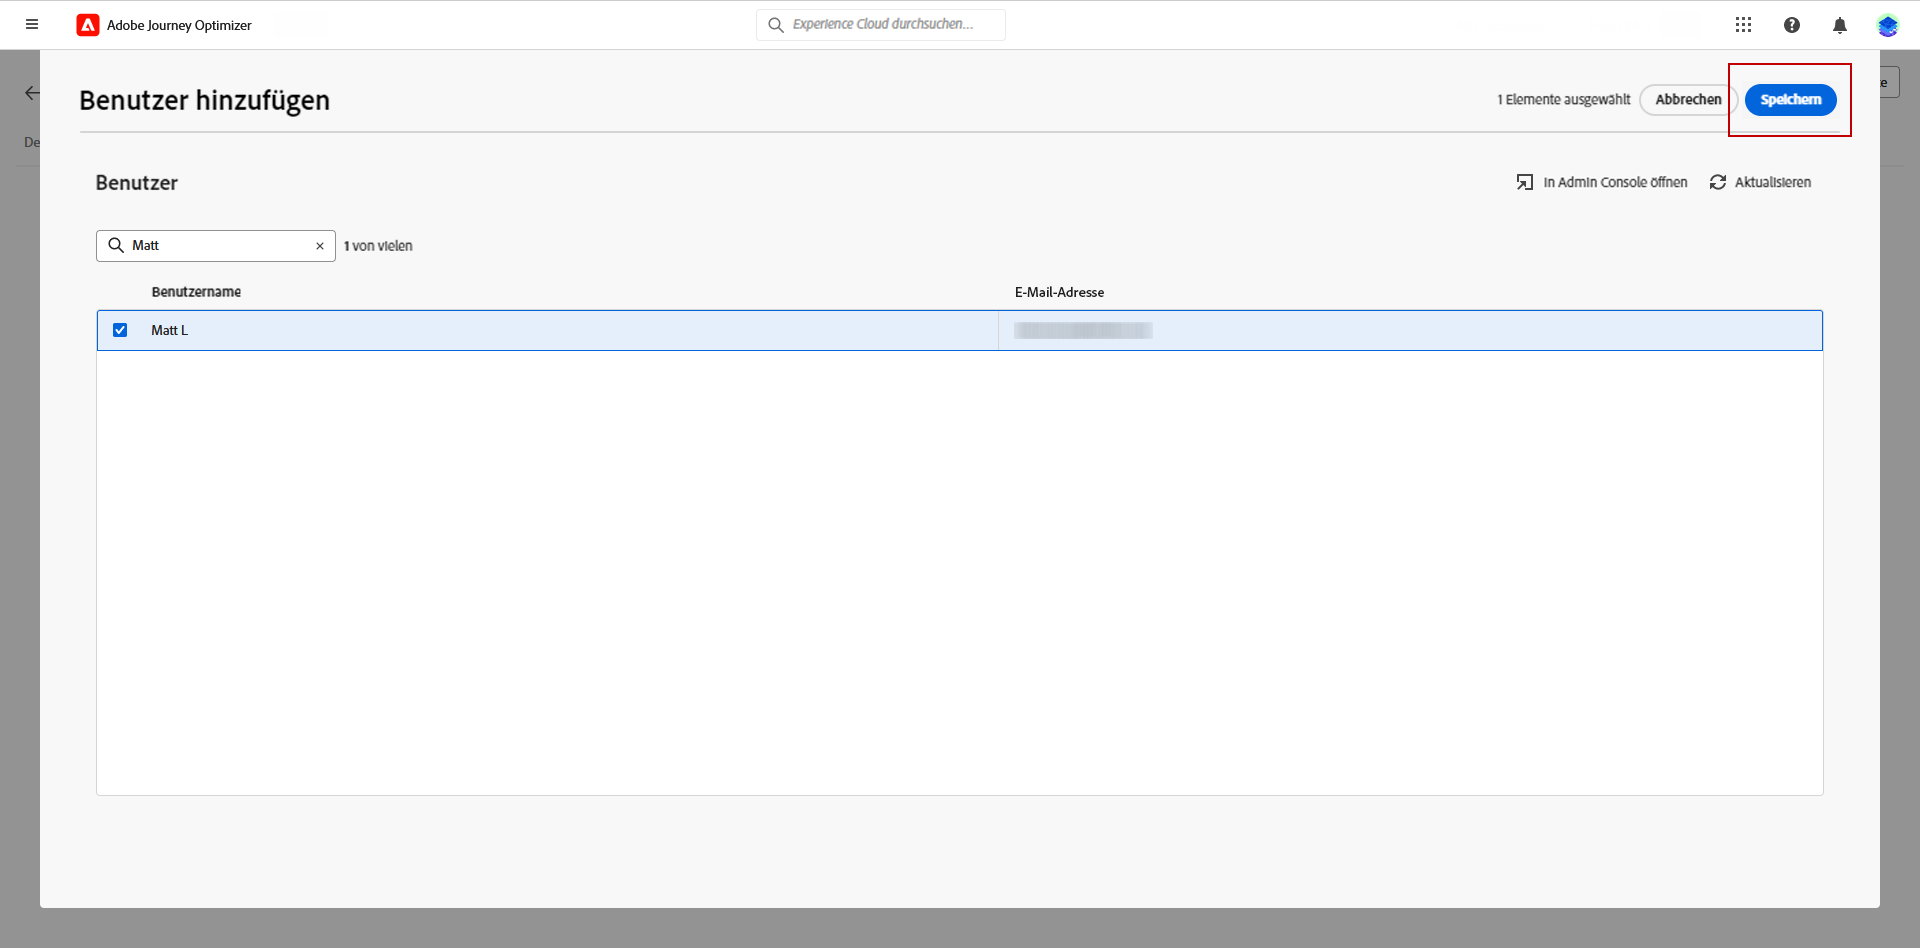 Adobe Journey Optimizer
Experience Cloud durchsuchen...
Benutzer hinzufügen
1 Elemente ausgewählt
Abbrechen
Speichern
te
De
Benutzer
In Admin Console öffnen
Aktualisieren
Matt
1 von vielen
Benutzername
E-Mail-Adresse
Matt L